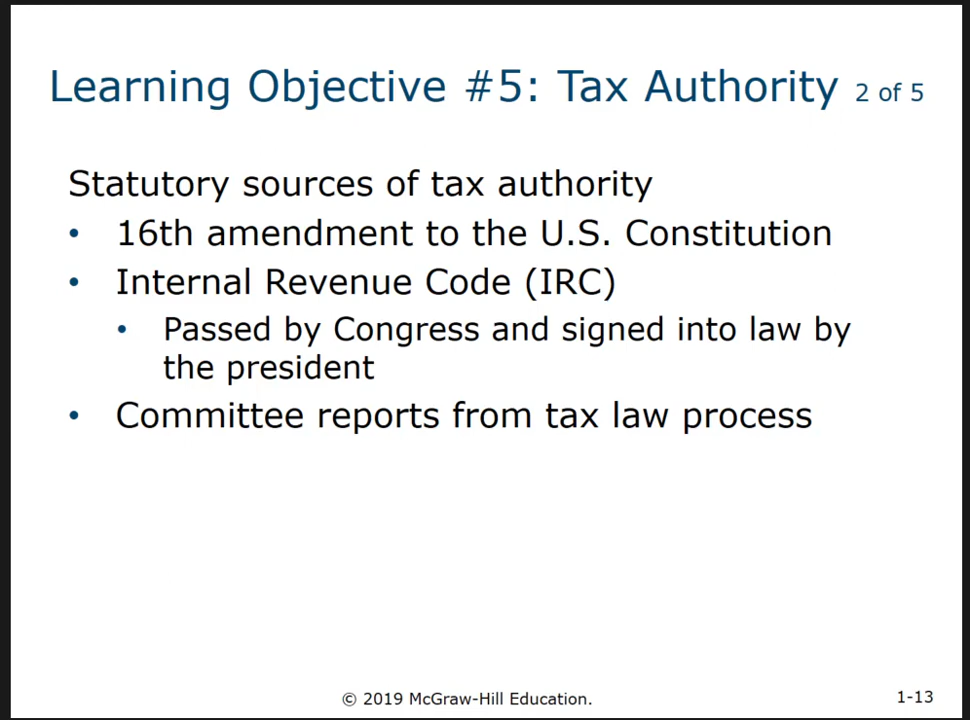 Learning Objective #5: Tax Authority 2 of 5
Statutory sources of tax authority
• 16th amendment to the U.S. Constitution
• Internal Revenue Code (IRC)
• Passed by Congress and signed into law by
the president
• Committee reports from tax law process
© 2019 McGraw-Hill Education.
1-13